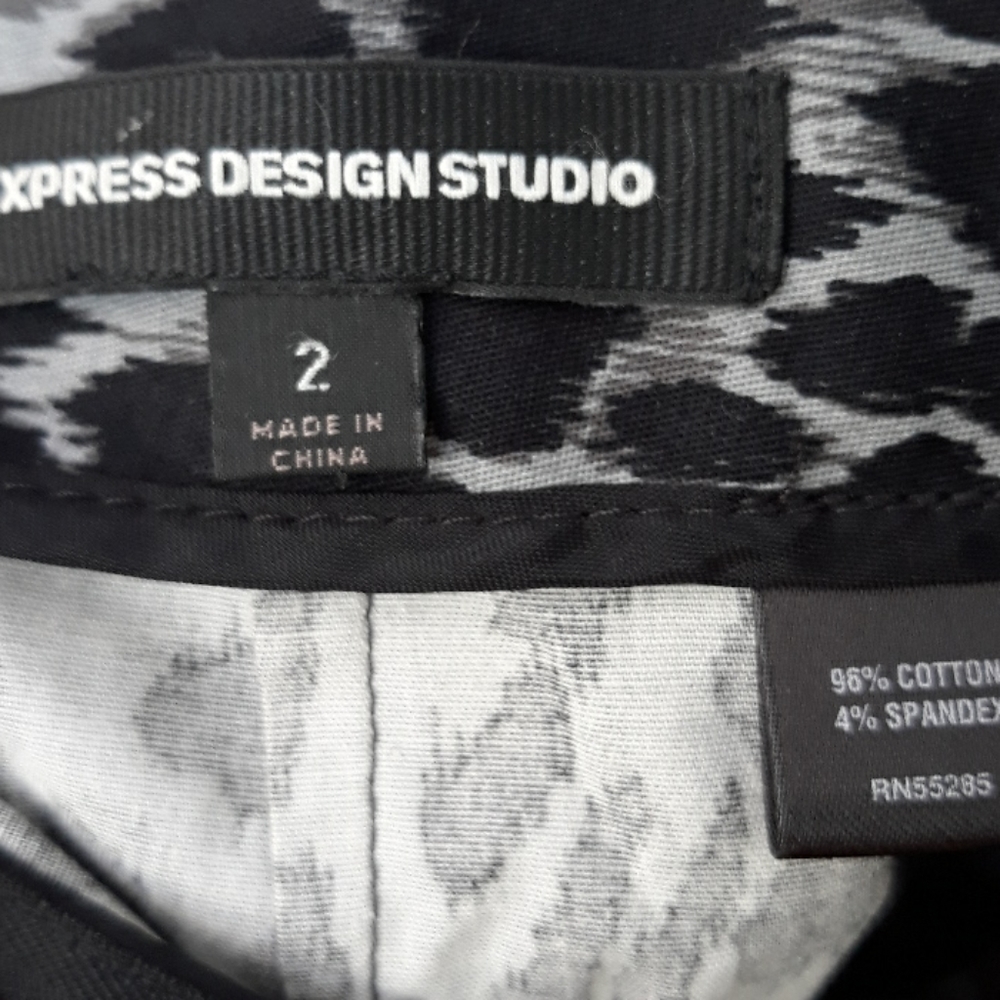 XPRESS DESIGN STUDIO
2
MADE IN
CHINA
96% COTTON
4% SPANDEX
RN55285